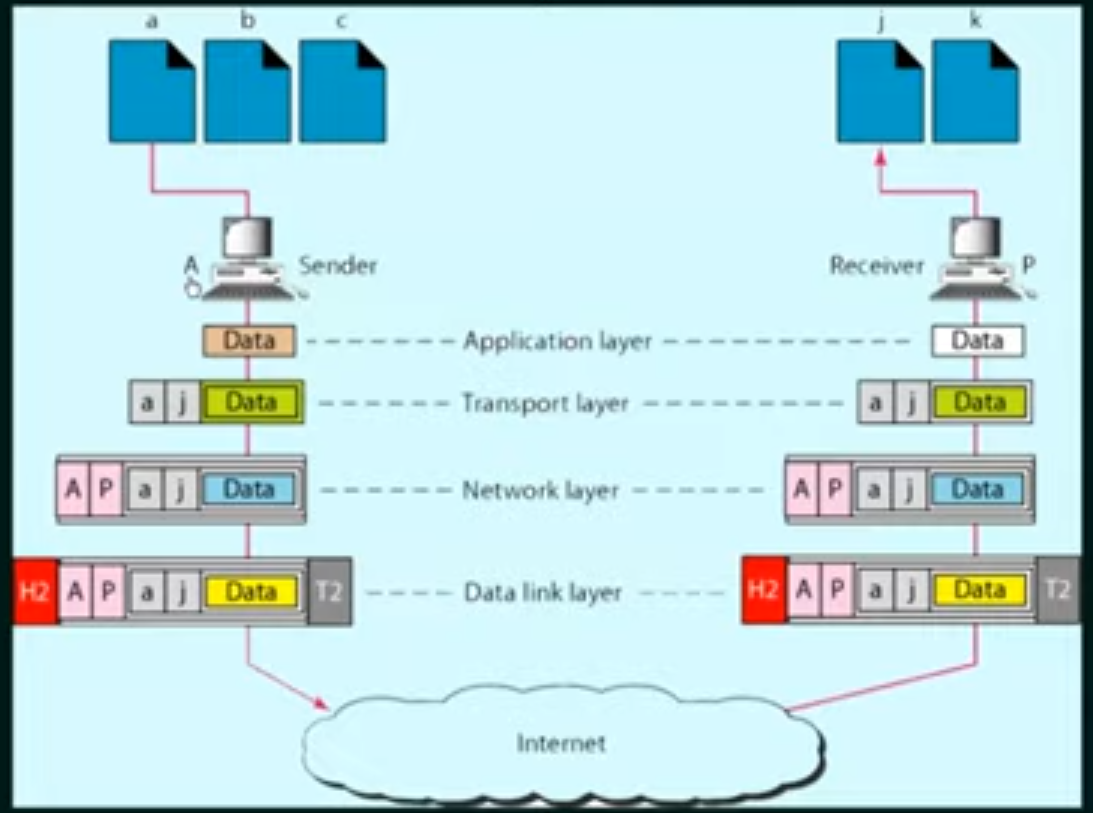 a b c j k
A Sender Receiver P
Data Application layer Data
a j Data Transport layer a j Data
A P a j Data Network layer A P a j Data
H2 A P a j Data T2 Data link layer H2 A P a j Data T2
Internet